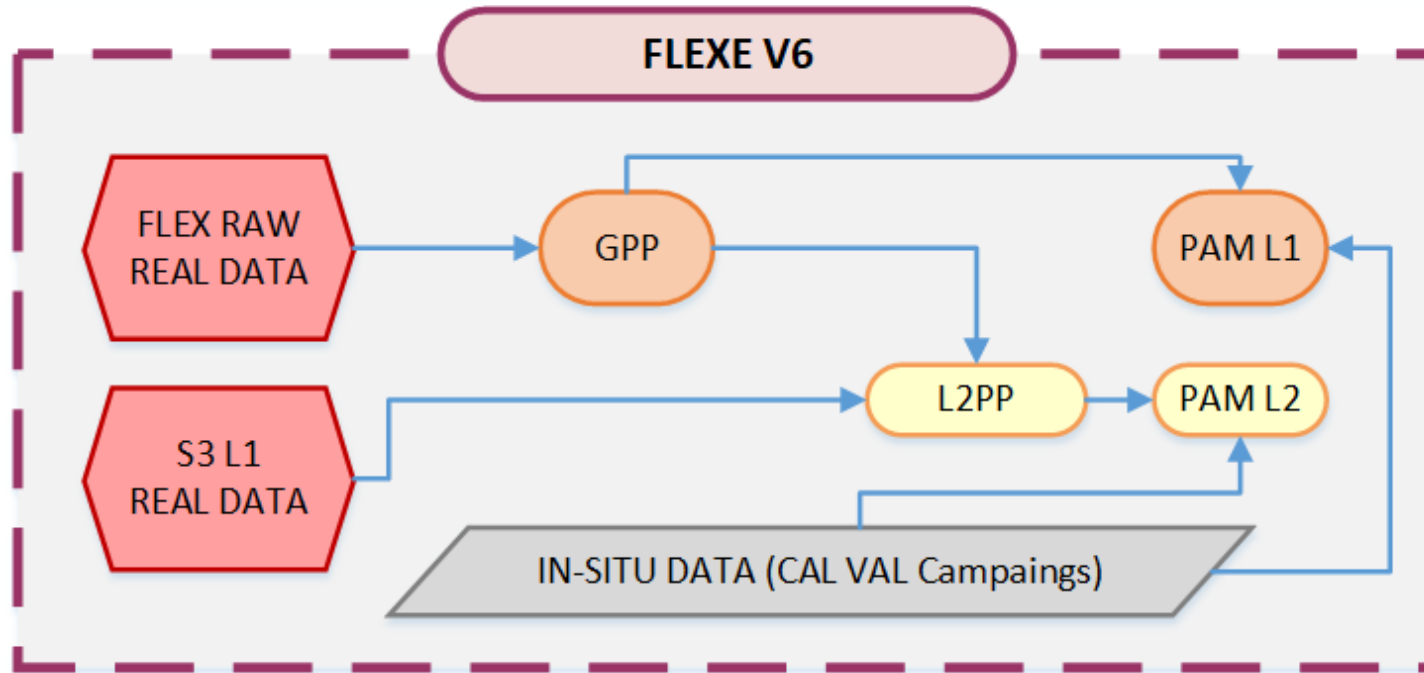 FLEXE V6
FLEX RAW
REAL DATA
GPP
PAM L1
L2PP
PAM L2
S3 L1
REAL DATA
IN-SITU DATA (CAL VAL Campaings)